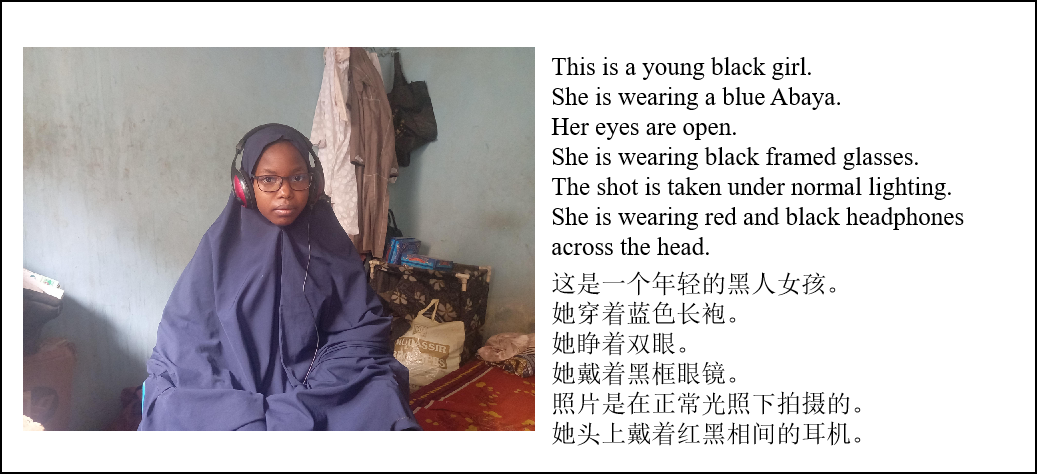 This is a young black girl.
She is wearing a blue Abaya.
Her eyes are open.
She is wearing black framed glasses.
The shot is taken under normal lighting.
She is wearing red and black headphones
across the head.
这是一个年轻的黑人女孩。
她穿着蓝色长袍。
她睁着双眼。
她戴着黑框眼镜。
照片是在正常光照下拍摄的。
她头上戴着红黑相间的耳机。